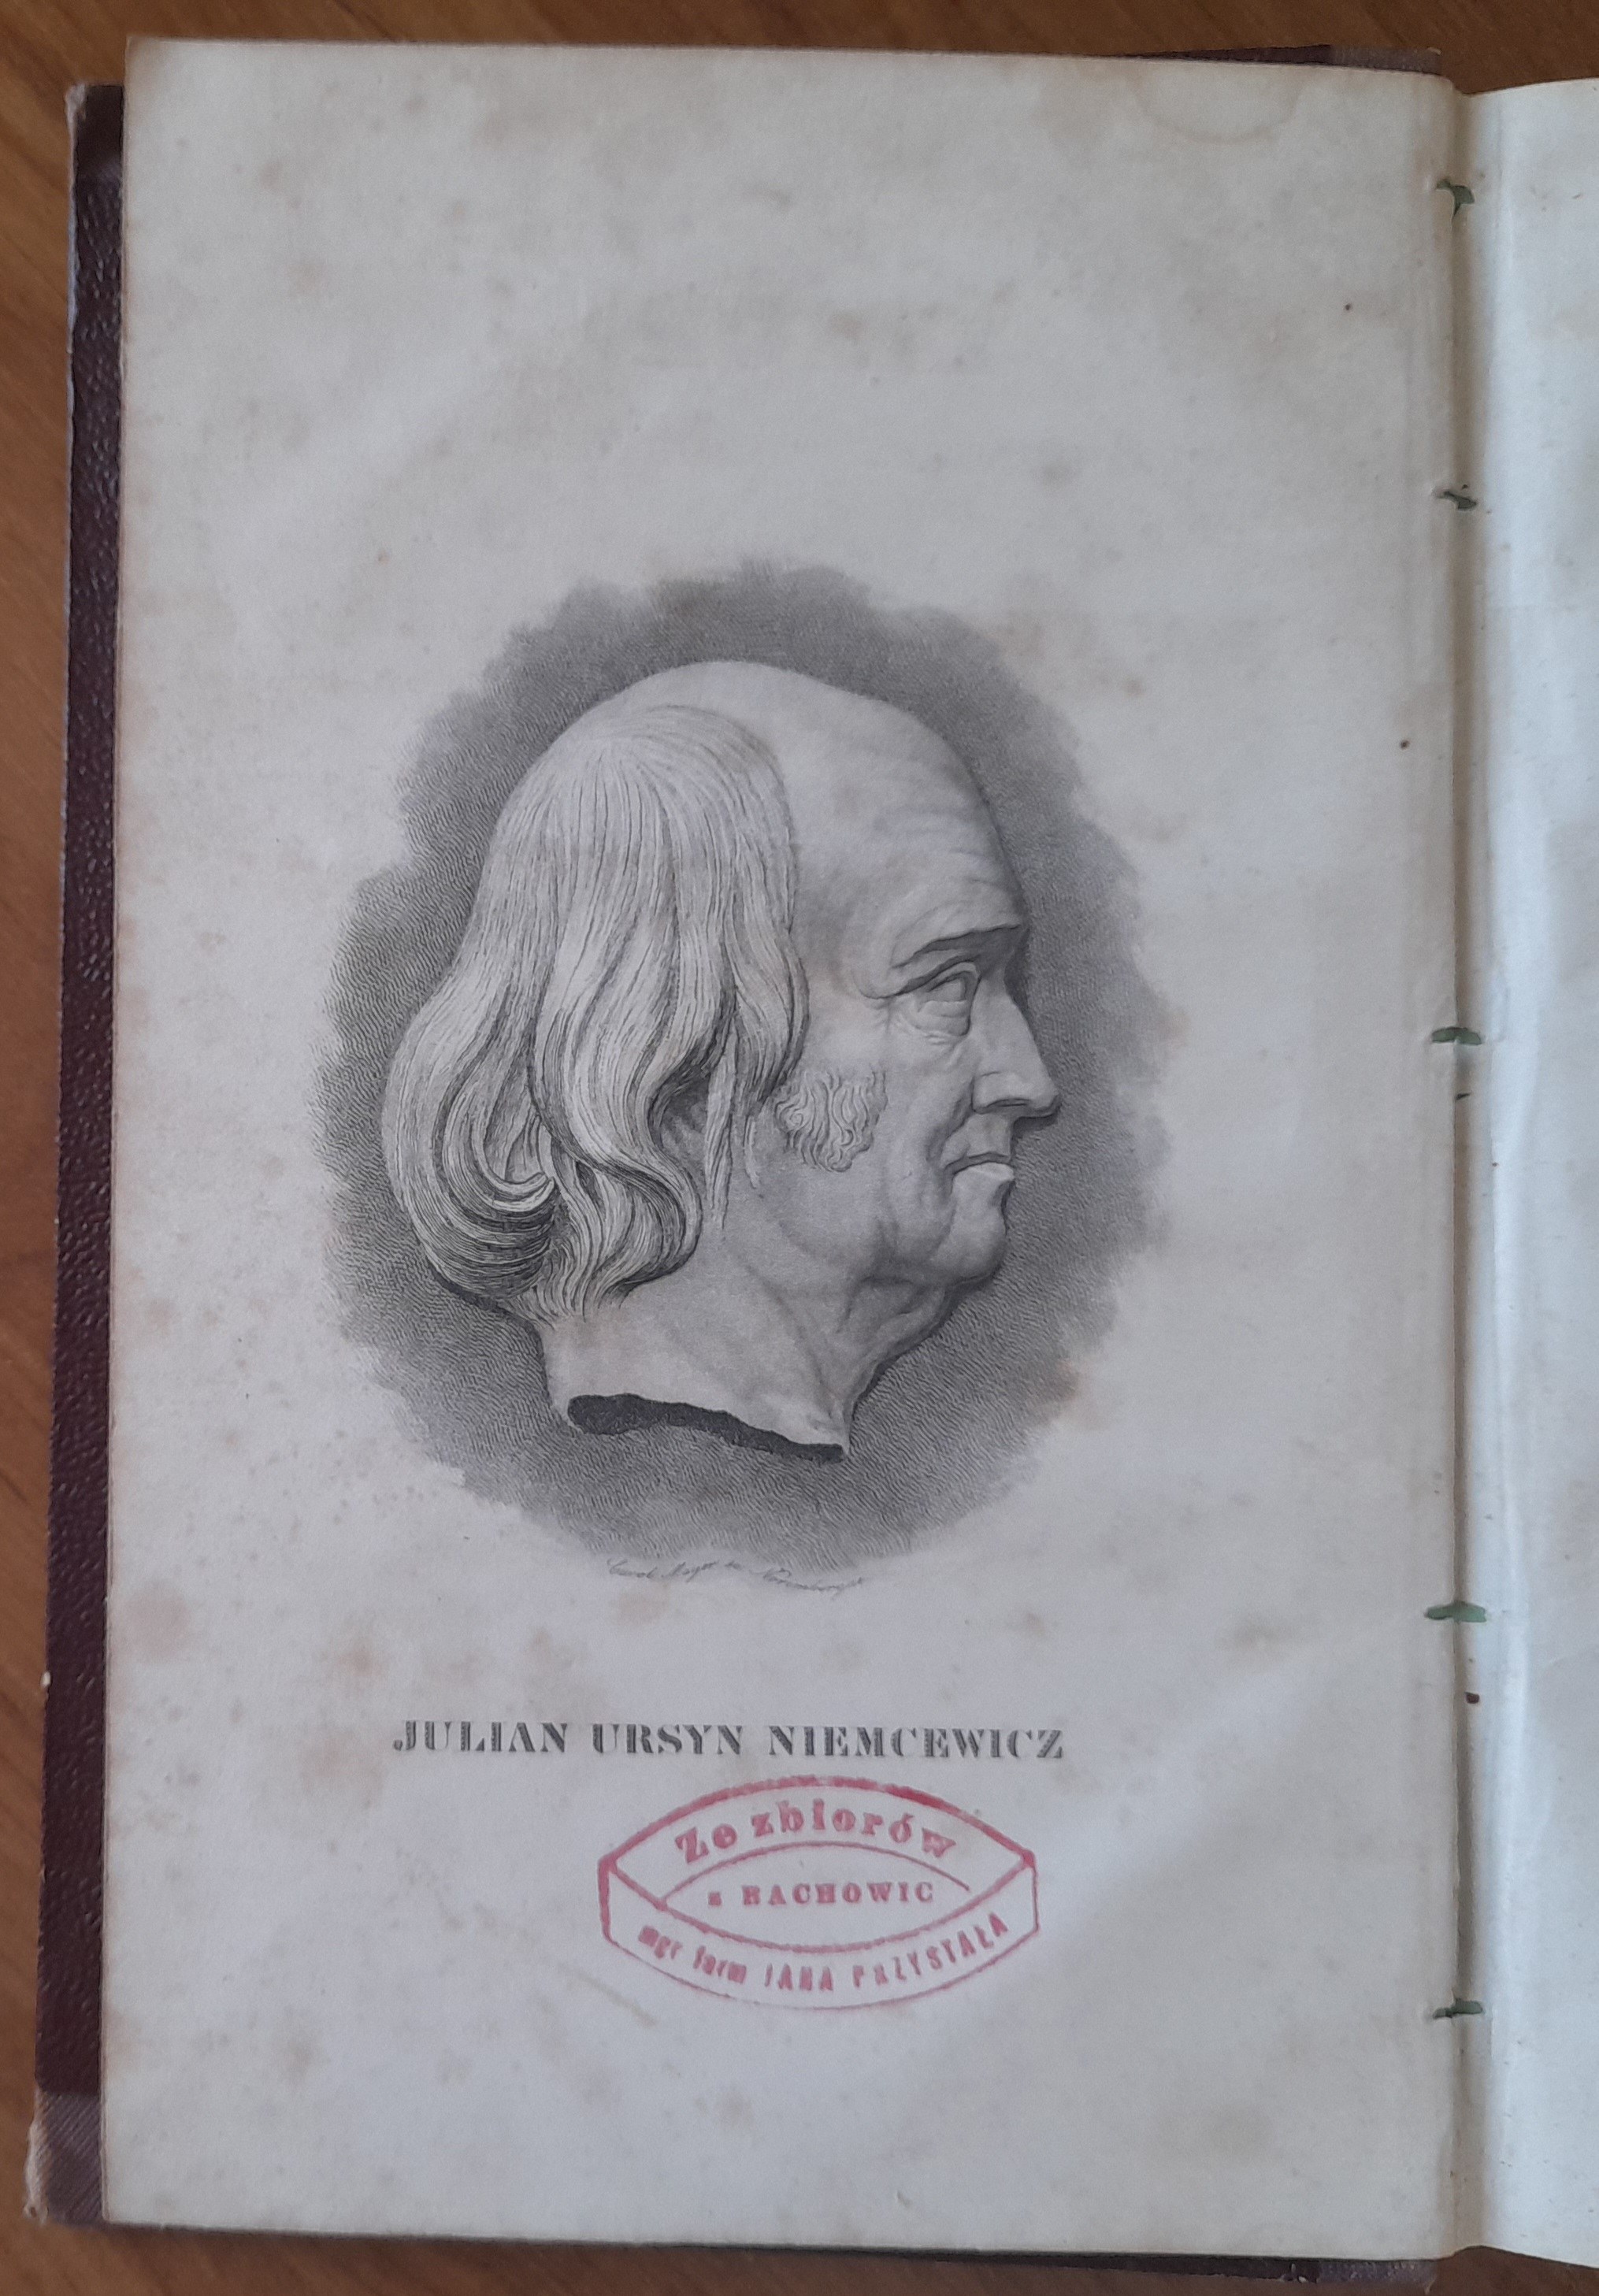 JULIAN URSYN NIEMCEWICZ
Ze zbiorów
z RACHOWIC
mgr farm JANA PRZYSTAŁA